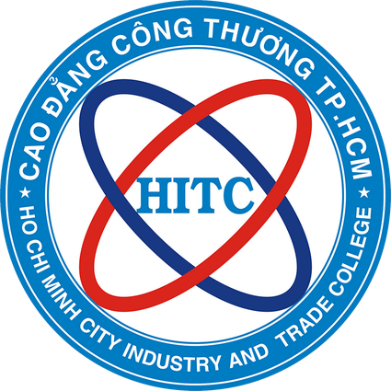 CAO ĐẲNG CÔNG THƯƠNG TP.HCM
HITC
★ HO CHI MINH CITY INDUSTRY AND TRADE COLLEGE ★